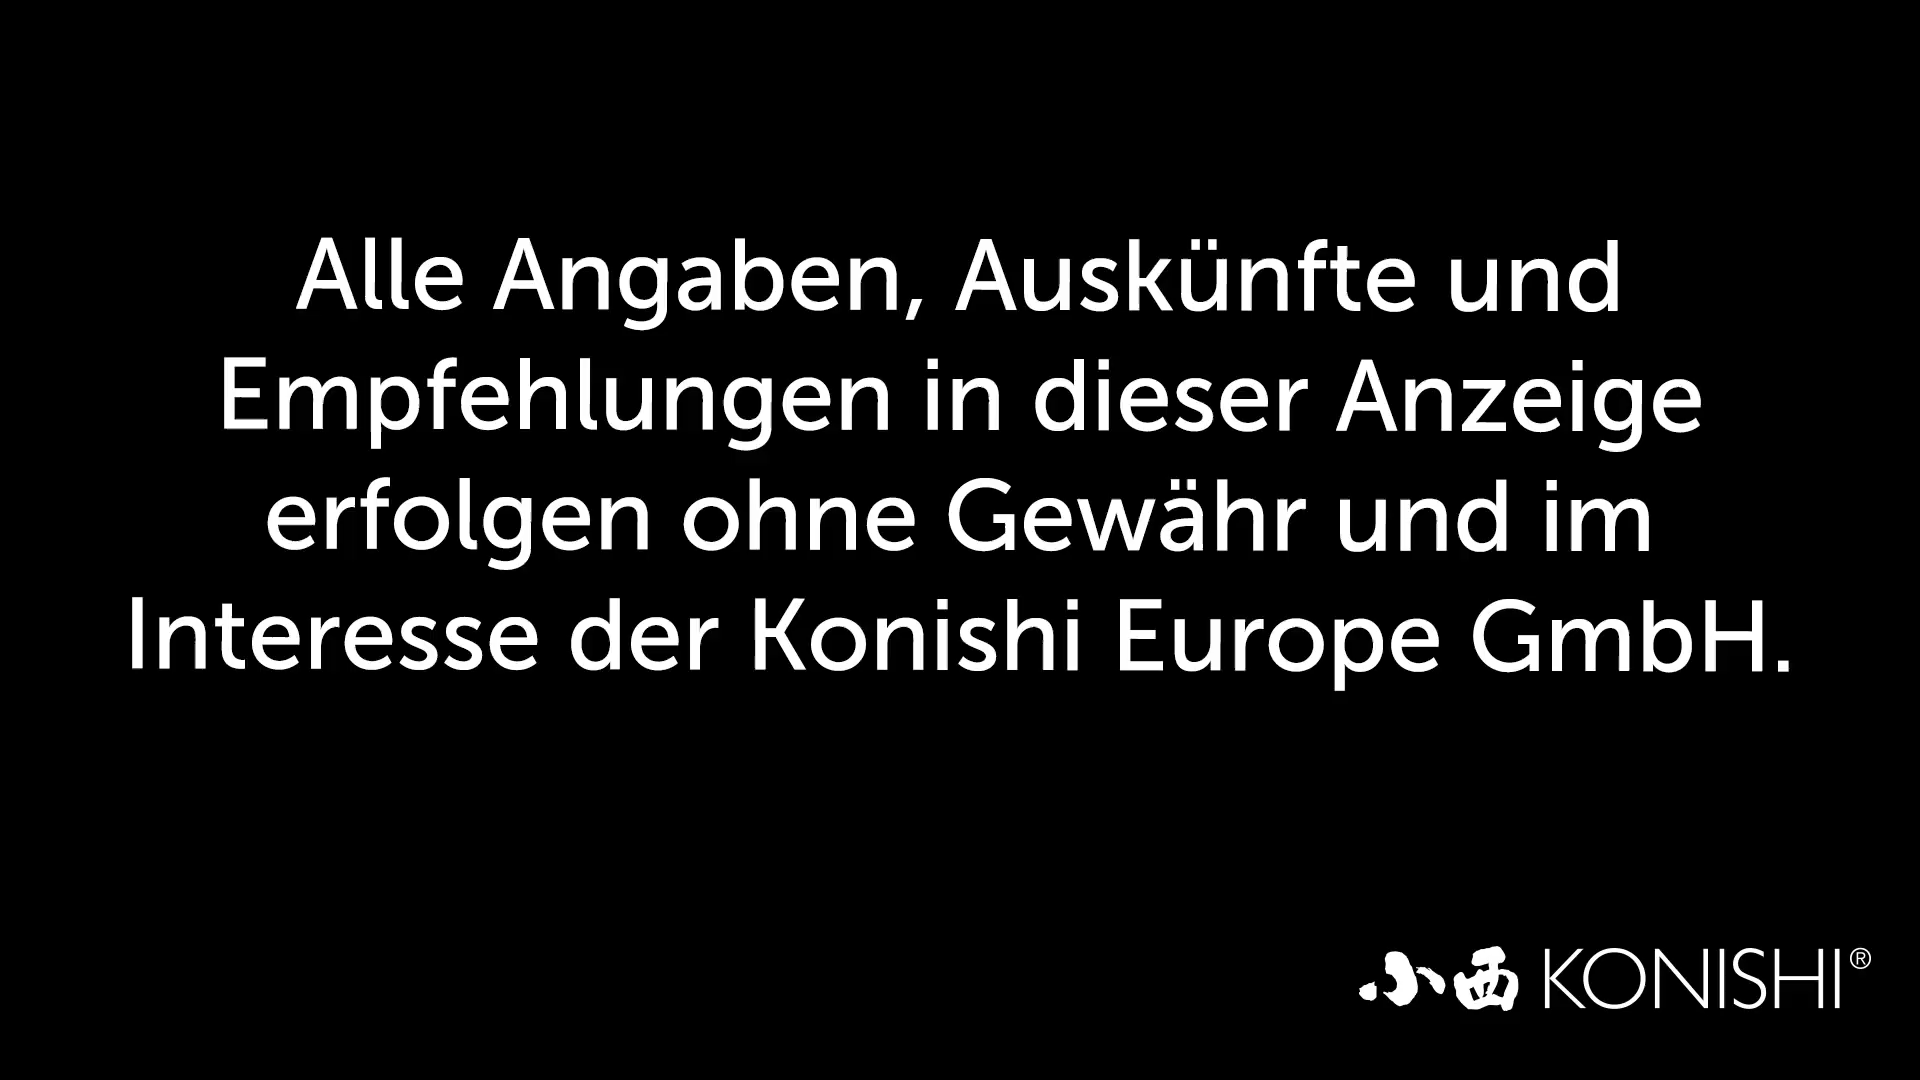 Alle Angaben, Auskünfte und
Empfehlungen in dieser Anzeige
erfolgen ohne Gewähr und im
Interesse der Konishi Europe GmbH.
小西 KONISHI®